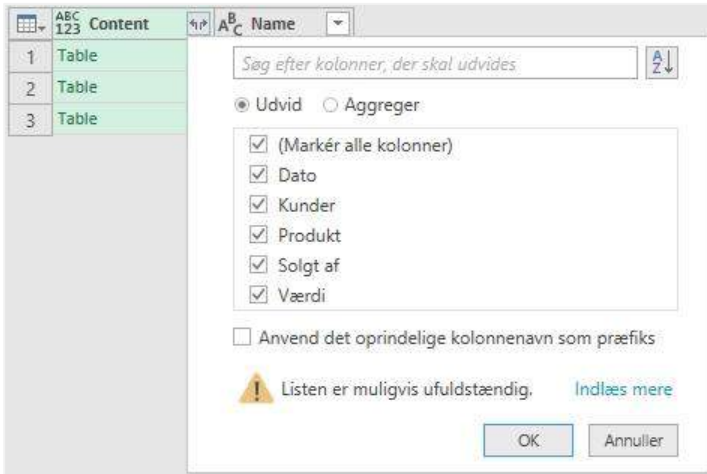 ABC 123 Content ABC Name
1 Table
2 Table
3 Table
Søg efter kolonner, der skal udvides
AZ
Udvid Aggreger
(Markér alle kolonner)
Dato
Kunder
Produkt
Solgt af
Værdi
Anvend det oprindelige kolonnenavn som præfiks
! Listen er muligvis ufuldstændig. Indlæs mere
OK Annuller